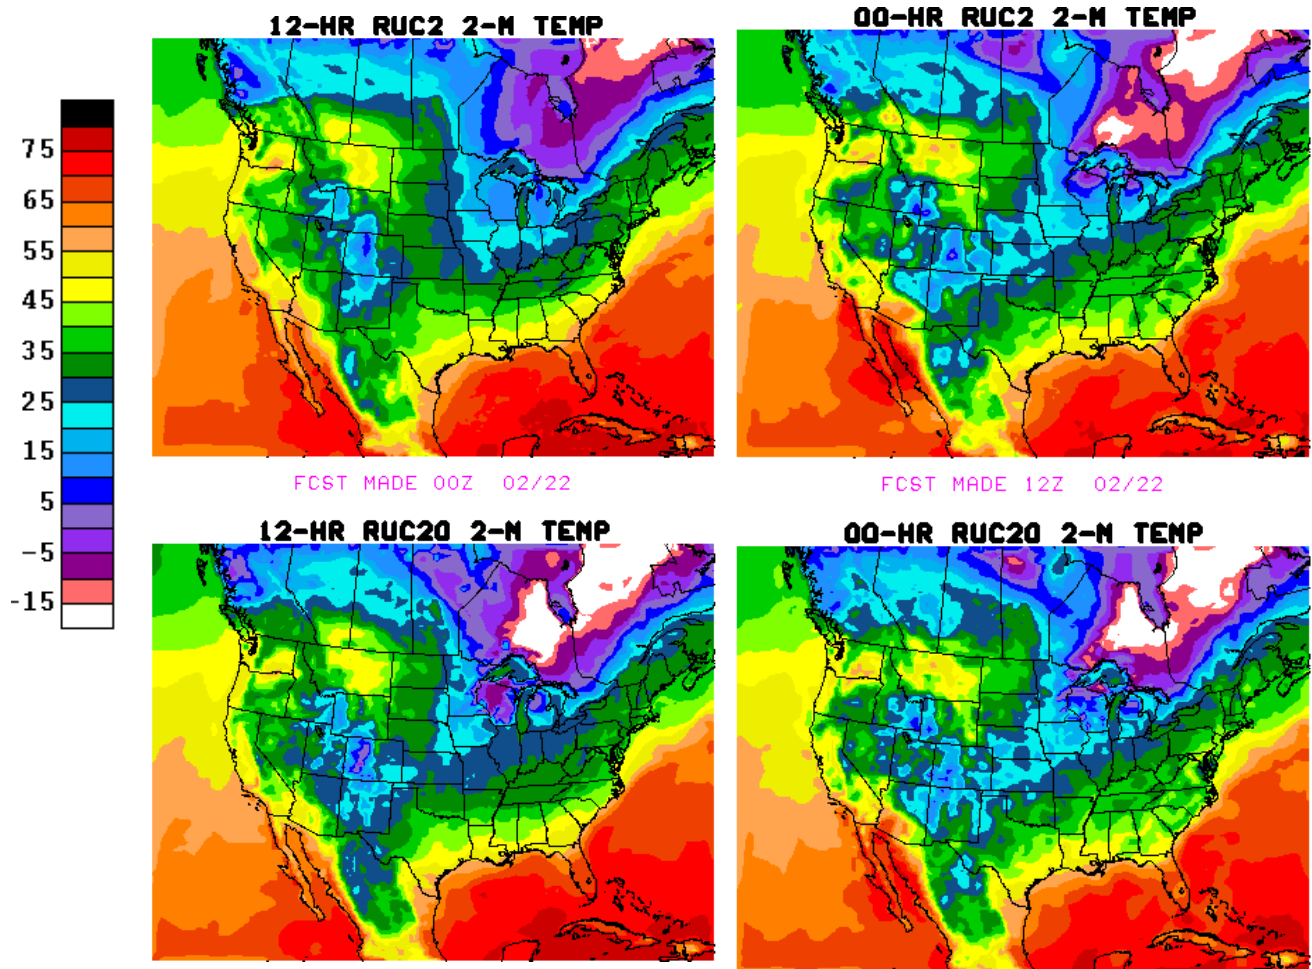 12-HR RUC2 2-M TEMP
00-HR RUC2 2-M TEMP
75
65
55
45
35
25
15
5
-5
-15
FCST MADE 00Z 02/22
FCST MADE 12Z 02/22
12-HR RUC20 2-M TEMP
00-HR RUC20 2-M TEMP